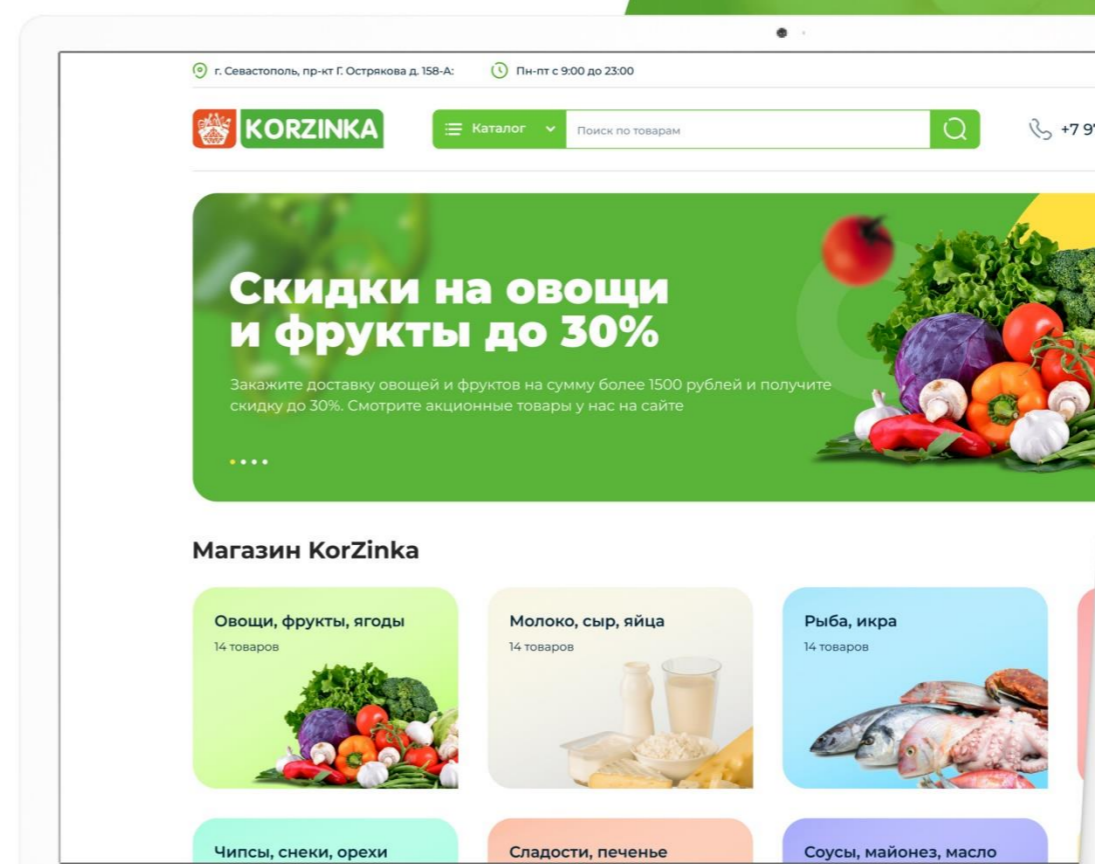 г. Севастополь, пр-кт Г. Острякова д. 158-А:
Пн-пт с 9:00 до 23:00
KORZINKA
Каталог
Поиск по товарам
+7 97
Скидки на овощи
и фрукты до 30%
Закажите доставку овощей и фруктов на сумму более 1500 рублей и получите
скидку до 30%. Смотрите акционные товары у нас на сайте
Магазин KorZinka
Овощи, фрукты, ягоды
14 товаров
Молоко, сыр, яйца
14 товаров
Рыба, икра
14 товаров
Чипсы, снеки, орехи
Сладости, печенье
Соусы, майонез, масло